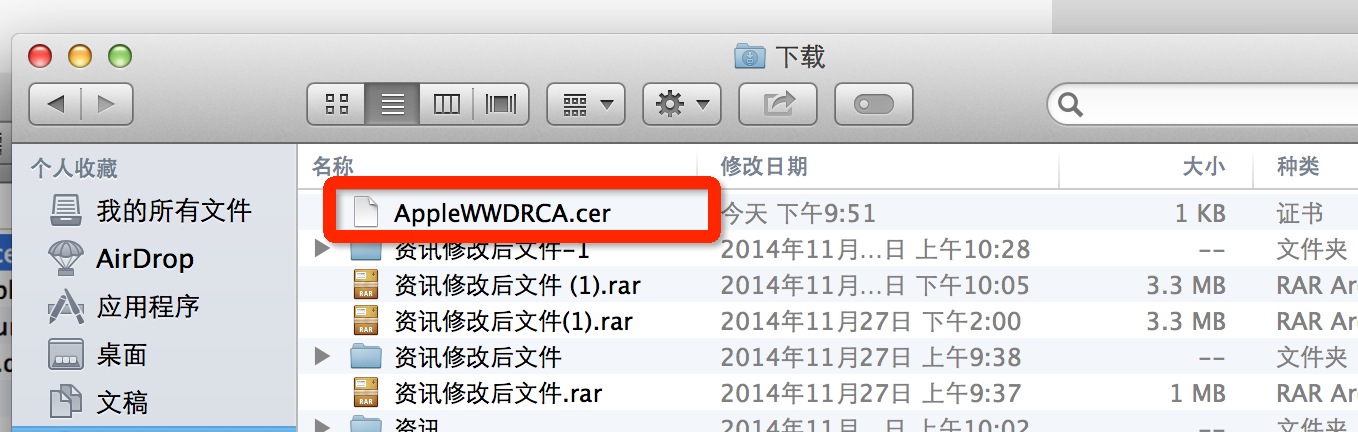 下载
个人收藏
我的所有文件
AirDrop
应用程序
桌面
文稿
名称 修改日期 大小 种类
AppleWWDRCA.cer 今天 下午9:51 1 KB 证书
资讯修改后文件-1 2014年11月...日 上午10:28 -- 文件夹
资讯修改后文件 (1).rar 2014年11月...日 下午10:05 3.3 MB RAR Ar
资讯修改后文件(1).rar 2014年11月27日 下午2:00 3.3 MB RAR Ar
资讯修改后文件 2014年11月27日 上午9:38 -- 文件夹
资讯修改后文件.rar 2014年11月27日 上午9:37 1 MB RAR Ar
资讯 2014年11月...日 上午10:02 -- 文件夹